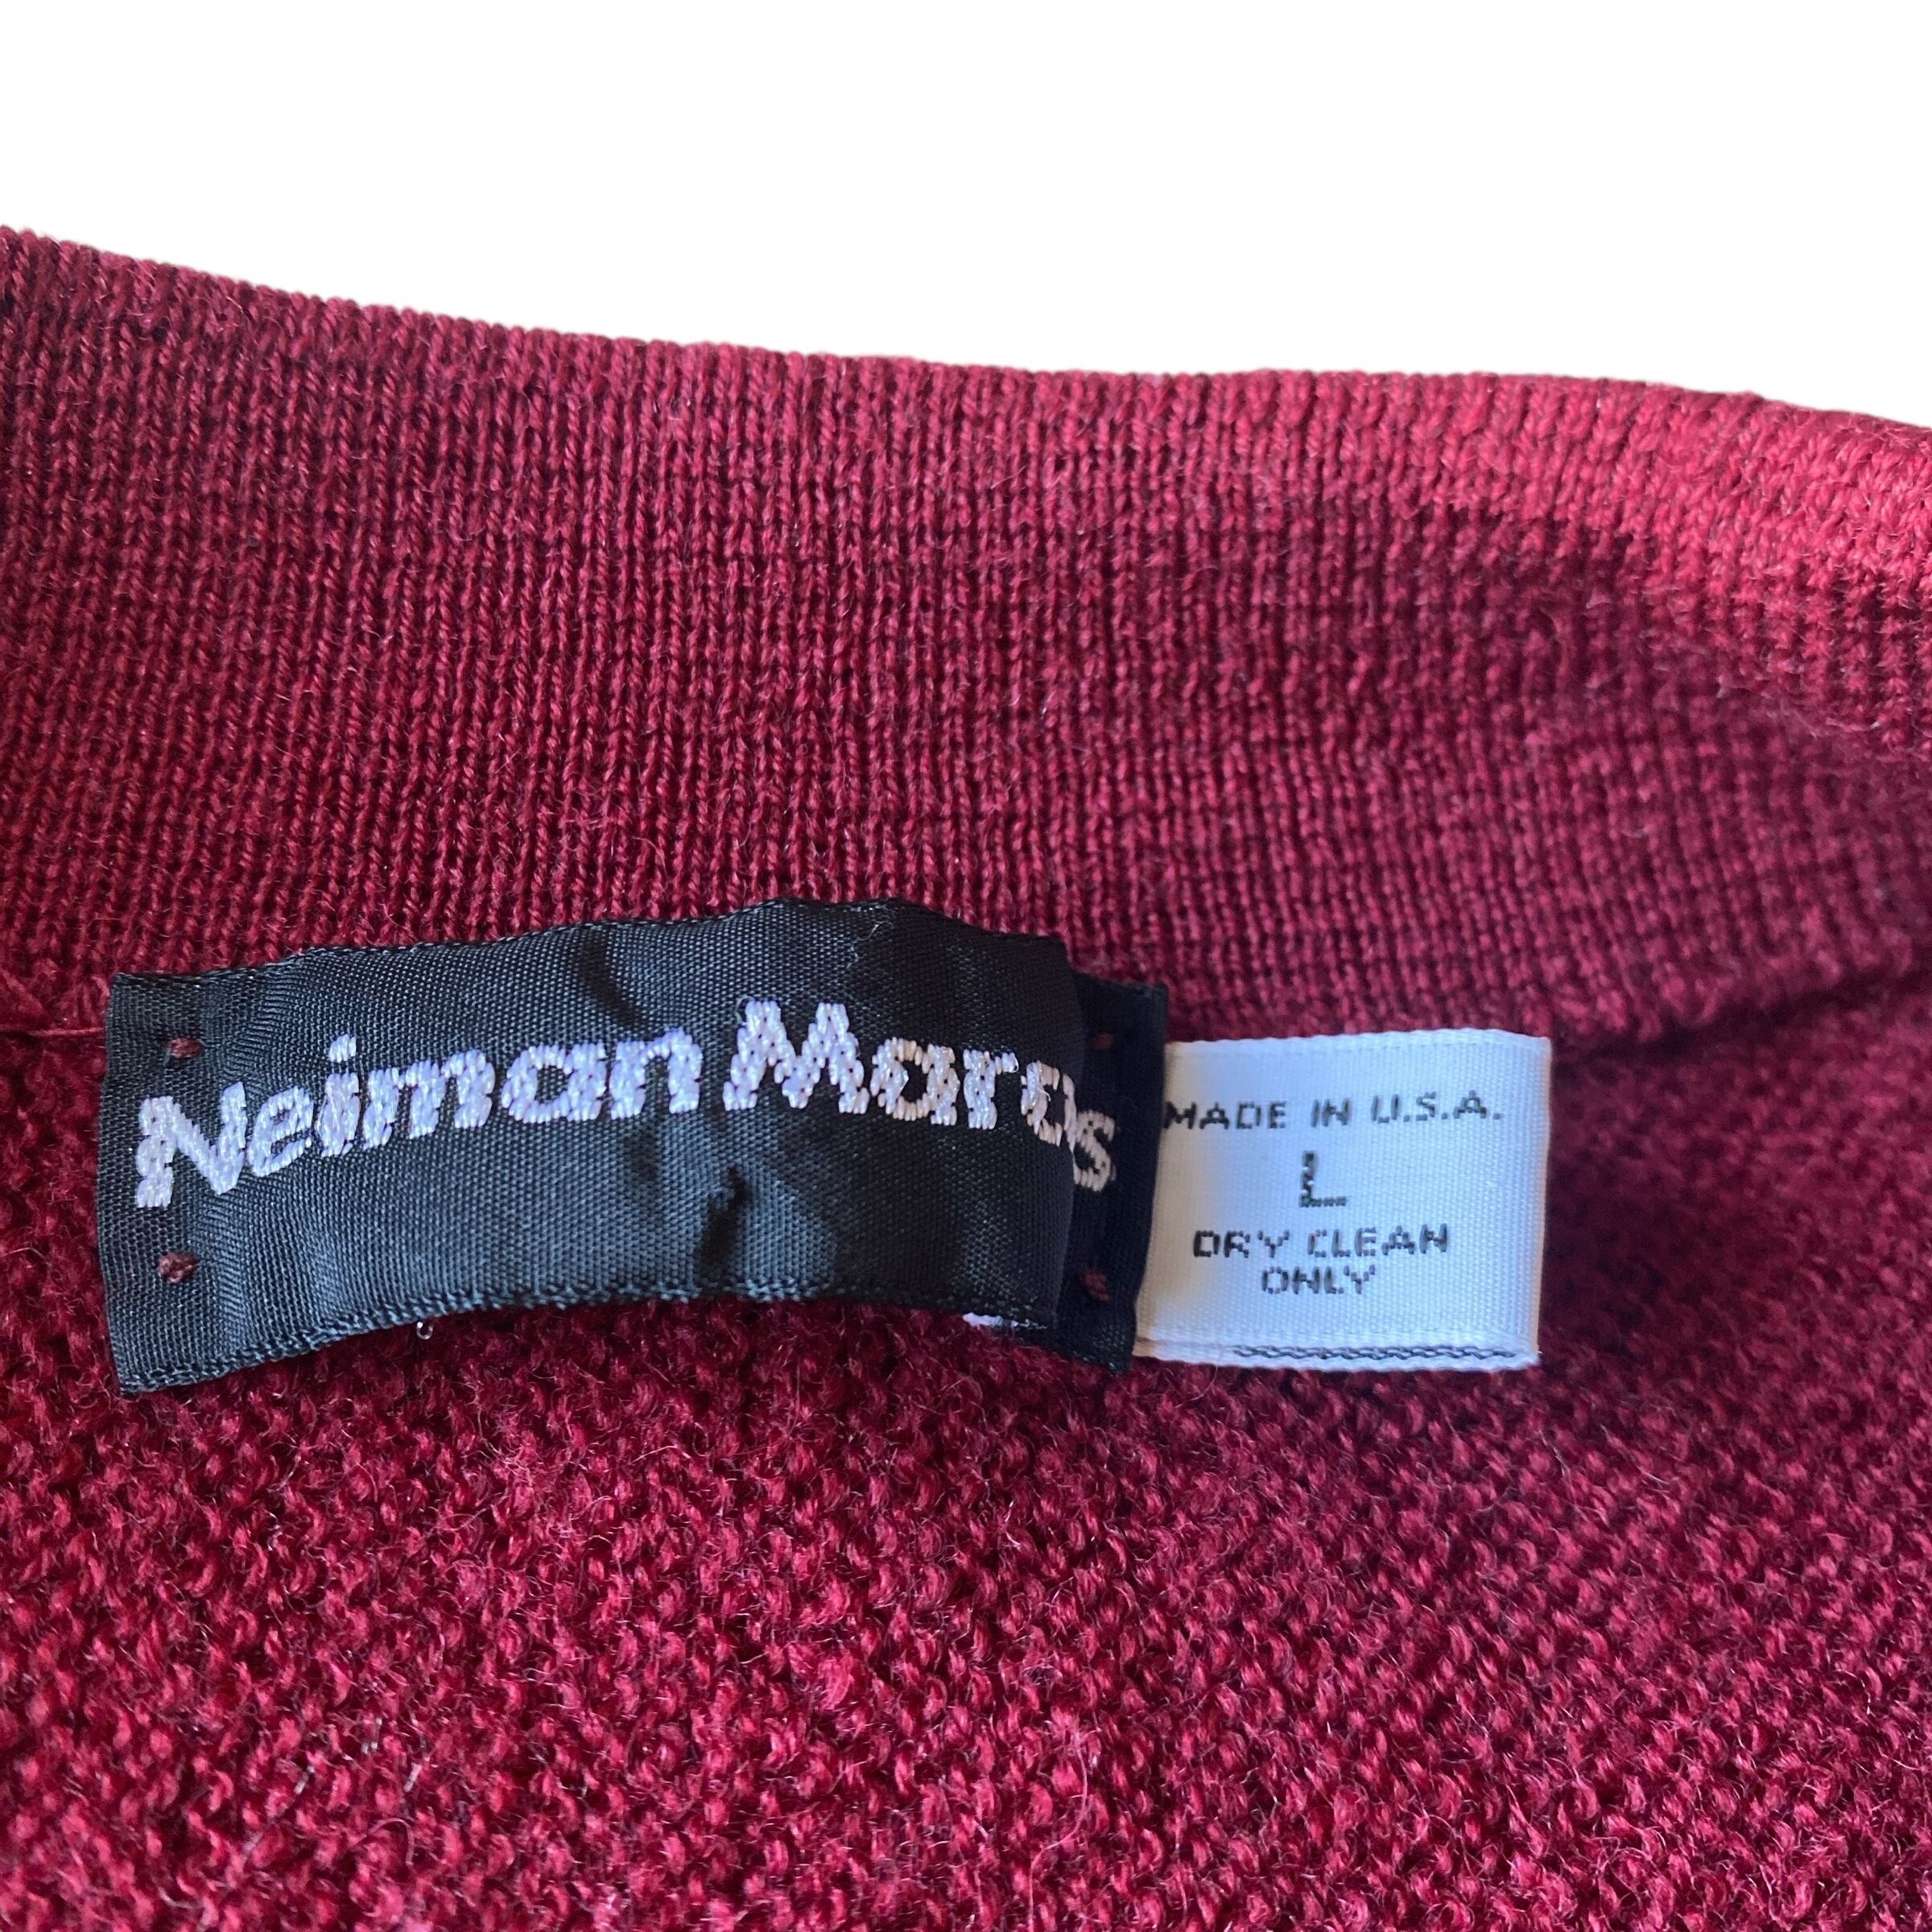 Neiman Marcus
MADE IN U.S.A.
L
DRY CLEAN
ONLY